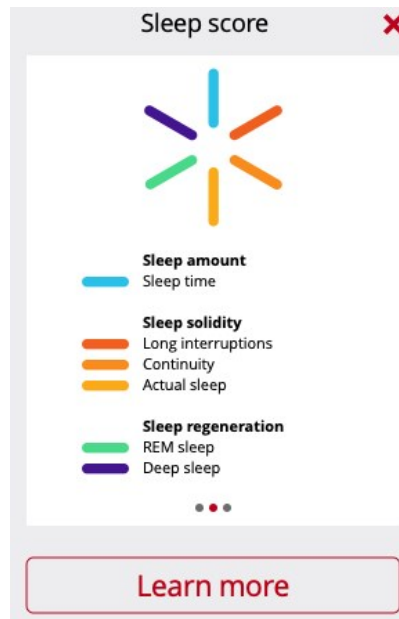 Sleep score
Sleep amount
Sleep time
Sleep solidity
Long interruptions
Continuity
Actual sleep
Sleep regeneration
REM sleep
Deep sleep
Learn more